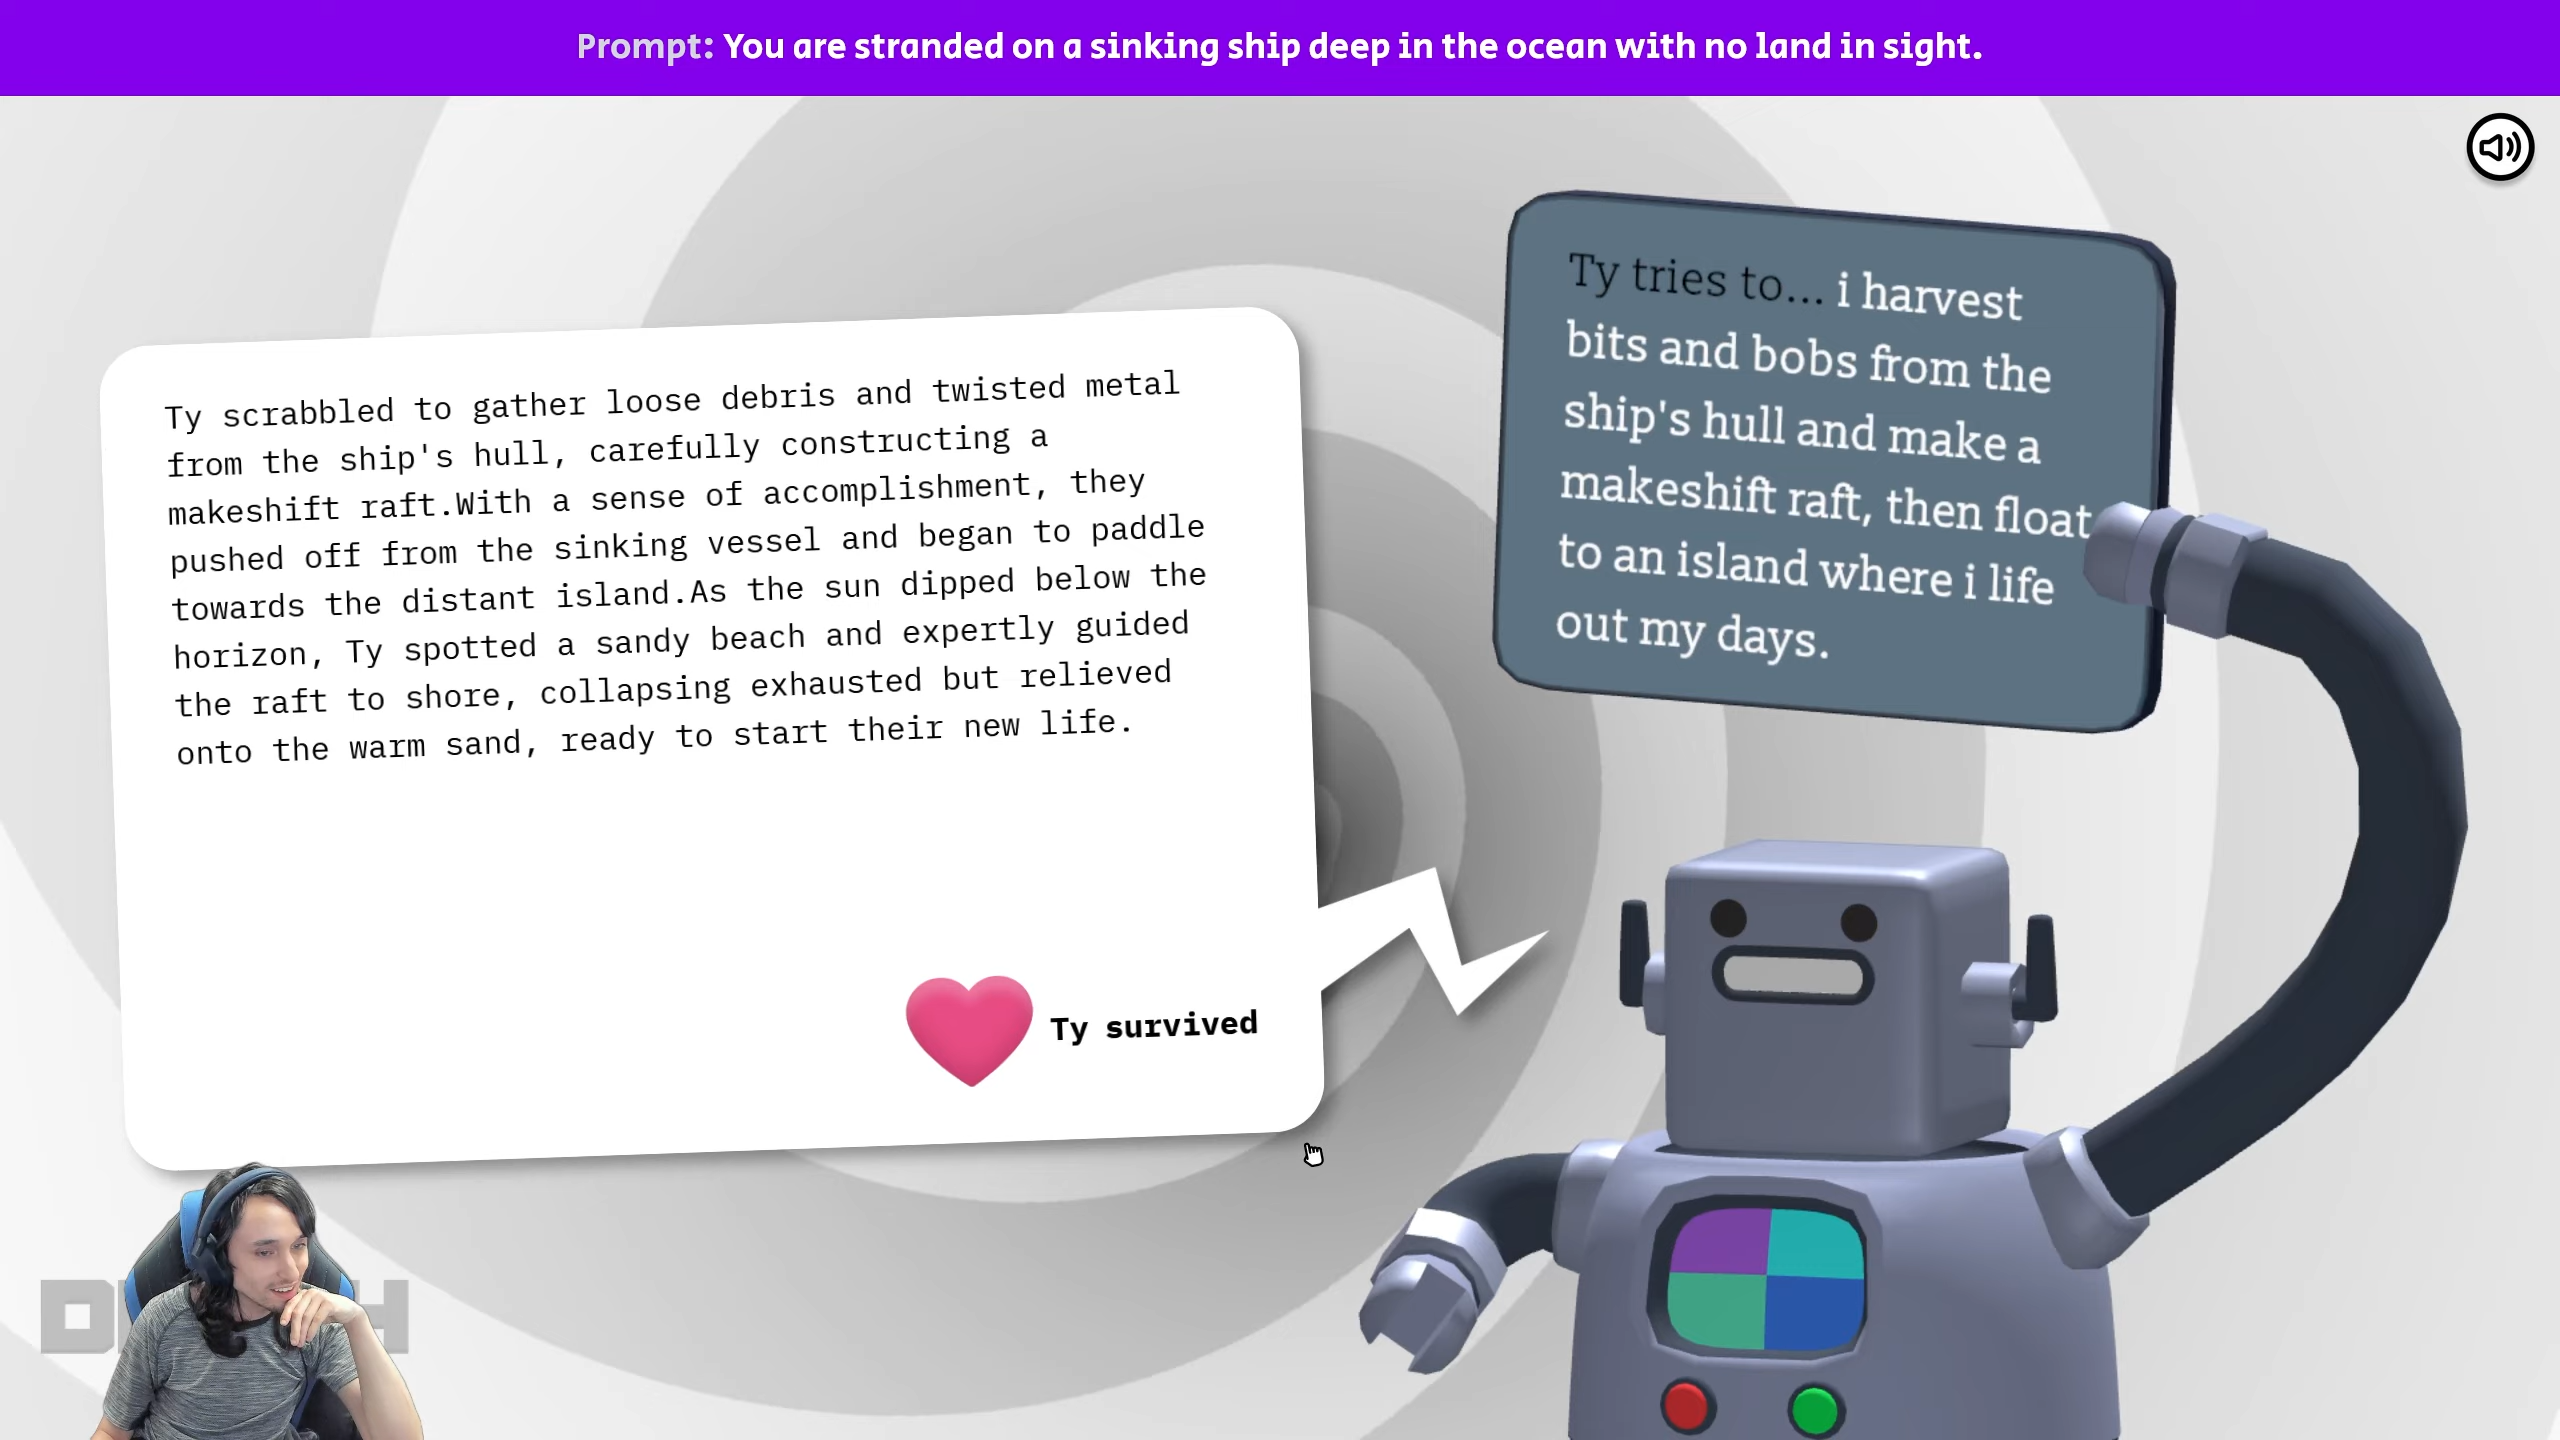 Prompt: You are stranded on a sinking ship deep in the ocean with no land in sight.
Ty tries to... i harvest
bits and bobs from the
ship's hull and make a
makeshift raft, then float
to an island where i life
out my days.
Ty scrabbled to gather loose debris and twisted metal
from the ship's hull, carefully constructing a
makeshift raft.With a sense of accomplishment, they
pushed off from the sinking vessel and began to paddle
towards the distant island.As the sun dipped below the
horizon, Ty spotted a sandy beach and expertly guided
the raft to shore, collapsing exhausted but relieved
onto the warm sand, ready to start their new life.
Ty survived